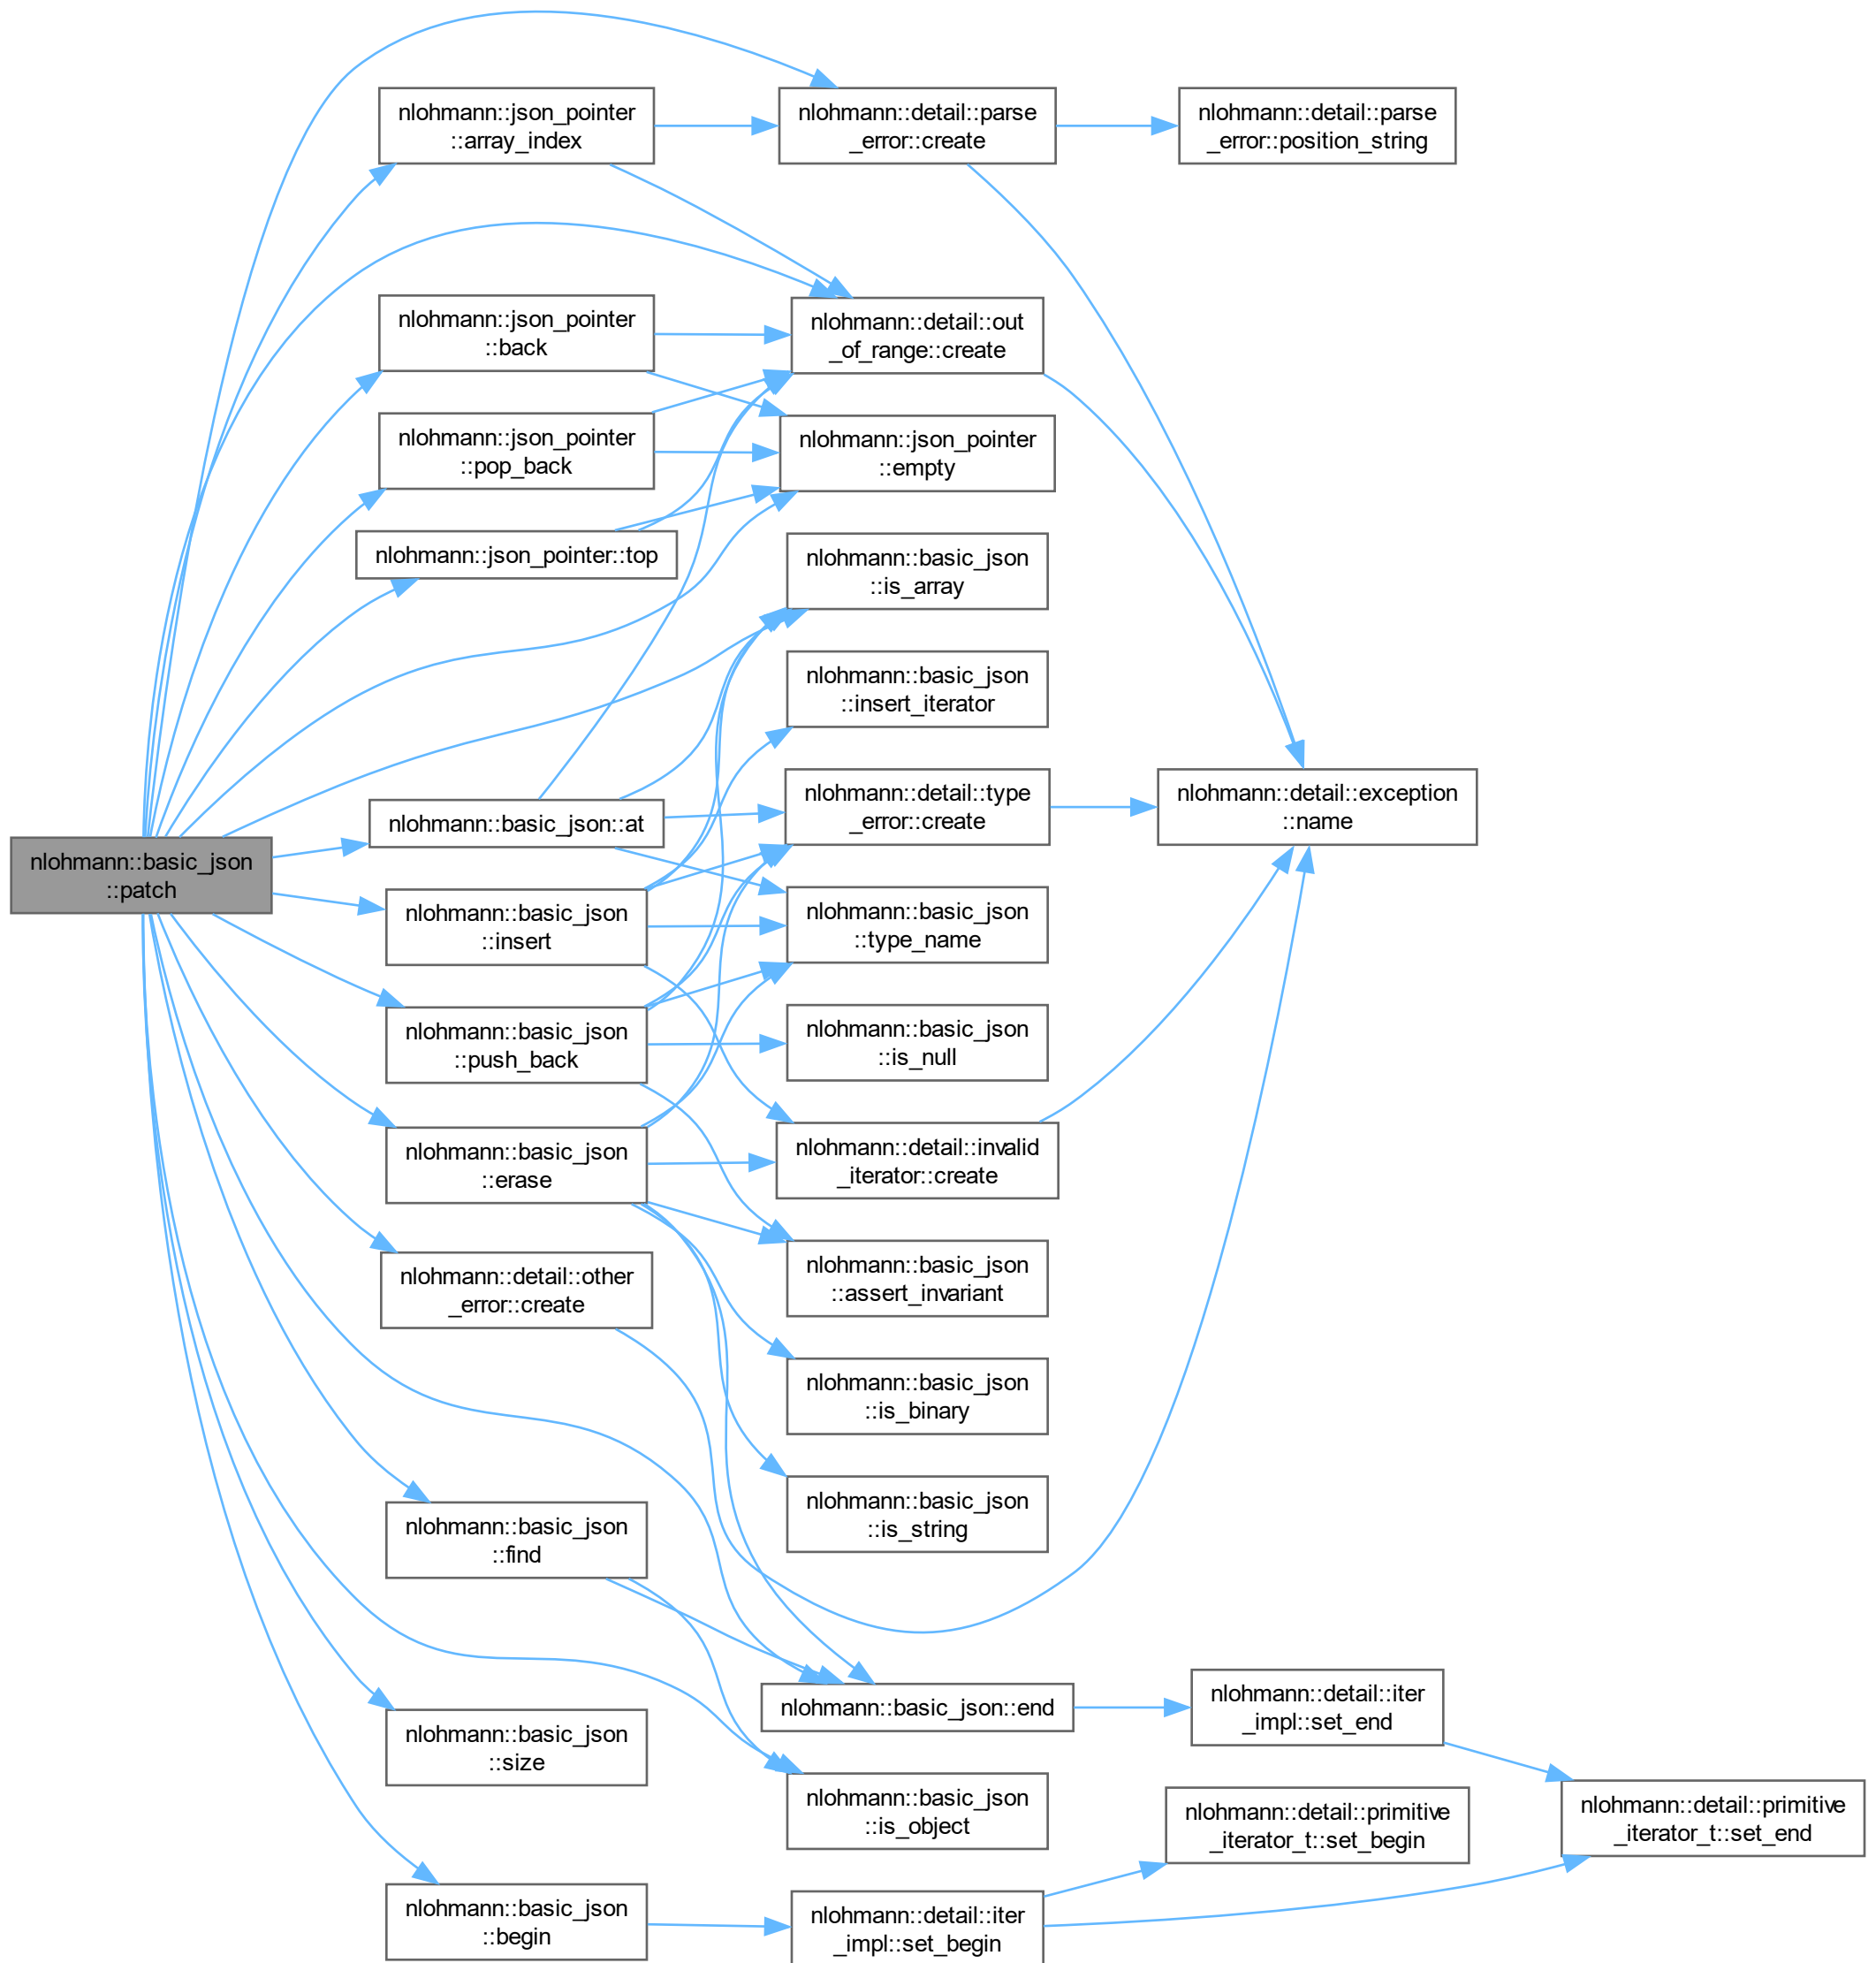 nlohmann::json_pointer
::array_index
nlohmann::detail::parse
_error::create
nlohmann::detail::parse
_error::position_string
nlohmann::json_pointer
::back
nlohmann::detail::out
_of_range::create
nlohmann::json_pointer
::pop_back
nlohmann::json_pointer
::empty
nlohmann::json_pointer::top
nlohmann::basic_json
::is_array
nlohmann::basic_json
::insert_iterator
nlohmann::basic_json::at
nlohmann::detail::type
_error::create
nlohmann::detail::exception
::name
nlohmann::basic_json
::patch
nlohmann::basic_json
::insert
nlohmann::basic_json
::type_name
nlohmann::basic_json
::push_back
nlohmann::basic_json
::is_null
nlohmann::basic_json
::erase
nlohmann::detail::invalid
_iterator::create
nlohmann::detail::other
_error::create
nlohmann::basic_json
::assert_invariant
nlohmann::basic_json
::is_binary
nlohmann::basic_json
::is_string
nlohmann::basic_json
::find
nlohmann::basic_json::end
nlohmann::detail::iter
_impl::set_end
nlohmann::basic_json
::size
nlohmann::basic_json
::is_object
nlohmann::detail::primitive
_iterator_t::set_begin
nlohmann::detail::primitive
_iterator_t::set_end
nlohmann::basic_json
::begin
nlohmann::detail::iter
_impl::set_begin